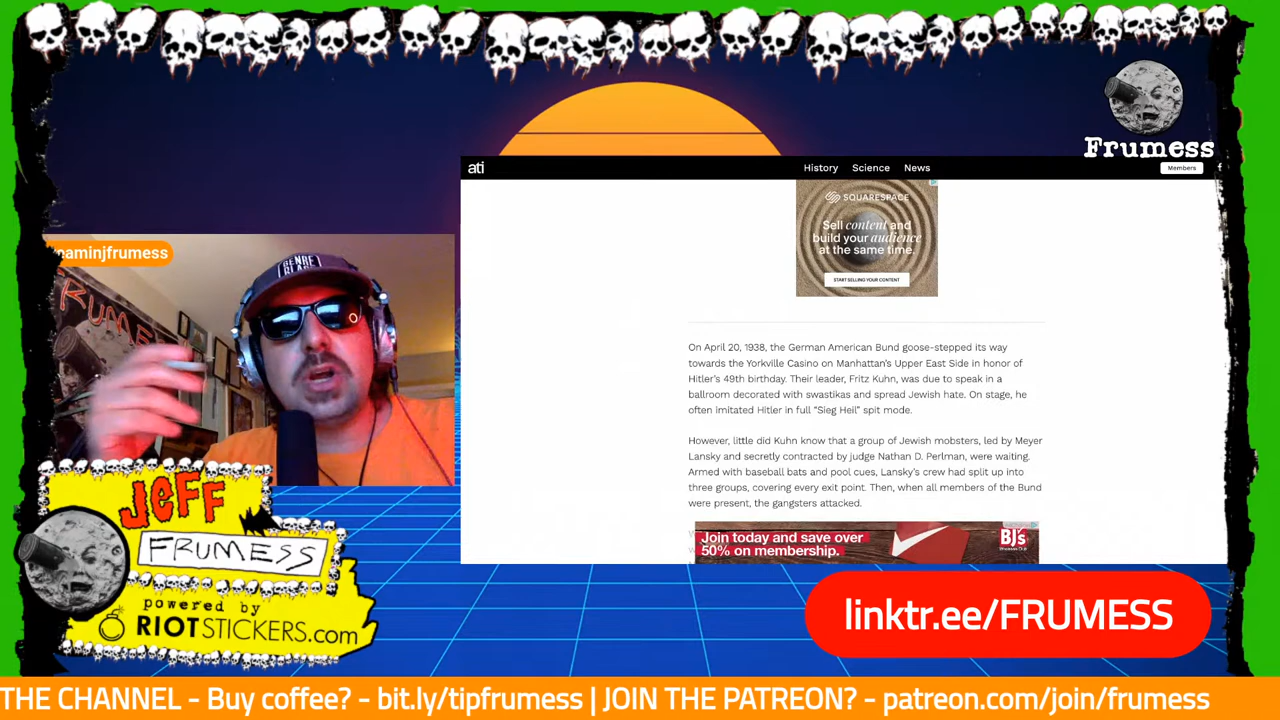 Frumess
ati
History Science News
Members
f
SQUARESPACE
Sell content and
build your audience
at the same time.
START SELLING YOUR CONTENT
eaminjfrumess
GENRE
FRUME
On April 20, 1938, the German American Bund goose-stepped its way
towards the Yorkville Casino on Manhattan's Upper East Side in honor of
Hitler's 49th birthday. Their leader, Fritz Kuhn, was due to speak in a
ballroom decorated with swastikas and spread Jewish hate. On stage, he
often imitated Hitler in full "Sieg Heil" spit mode.
However, little did Kuhn know that a group of Jewish mobsters, led by Meyer
Lansky and secretly contracted by judge Nathan D. Perlman, were waiting.
Armed with baseball bats and pool cues, Lansky's crew had split up into
three groups, covering every exit point. Then, when all members of the Bund
were present, the gangsters attacked.
Join today and save over
50% on membership.
BJ's
JEFF
FRUMESS
powered by
RIOTSTICKERS.com
linktr.ee/FRUMESS
THE CHANNEL - Buy coffee? - bit.ly/tipfrumess | JOIN THE PATREON? - patreon.com/join/frumess